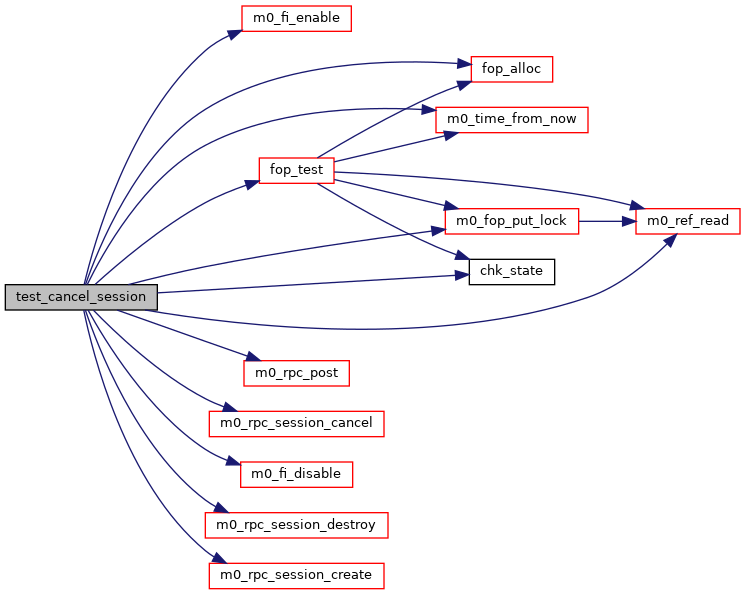 m0_fi_enable
fop_alloc
m0_time_from_now
fop_test
m0_fop_put_lock
m0_ref_read
chk_state
test_cancel_session
m0_rpc_post
m0_rpc_session_cancel
m0_fi_disable
m0_rpc_session_destroy
m0_rpc_session_create